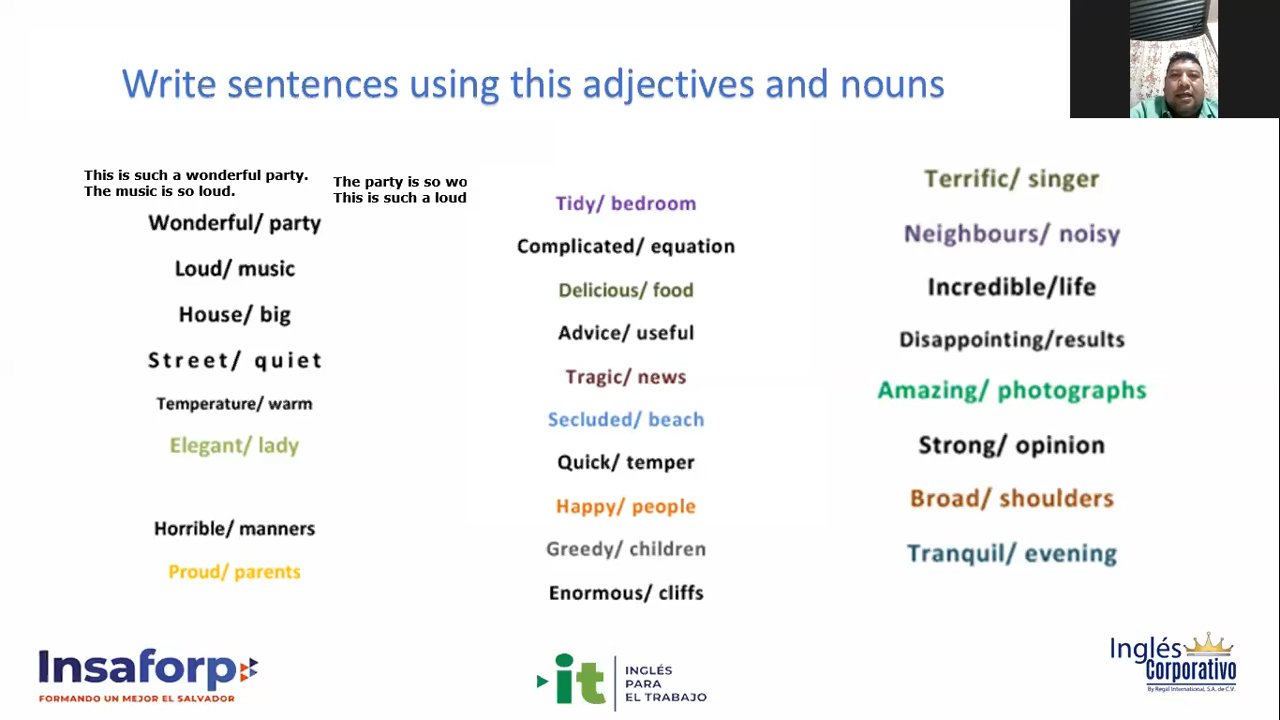 Write sentences using this adjectives and nouns
This is such a wonderful party.
The music is so loud.
The party is so wo
This is such a loud
Wonderful/ party
Loud/ music
House/ big
Street/ quiet
Temperature/ warm
Elegant/ lady
Horrible/ manners
Proud/ parents
Tidy/ bedroom
Complicated/ equation
Delicious/ food
Advice/ useful
Tragic/ news
Secluded/ beach
Quick/ temper
Happy/ people
Greedy/ children
Enormous/ cliffs
Terrific/ singer
Neighbours/ noisy
Incredible/life
Disappointing/results
Amazing/ photographs
Strong/ opinion
Broad/ shoulders
Tranquil/ evening
Insaforp
FORMANDO UN MEJOR EL SALVADOR
it
INGLÉS
PARA
EL TRABAJO
Inglés
Corporativo
By Regal International, S.A. de C.V.